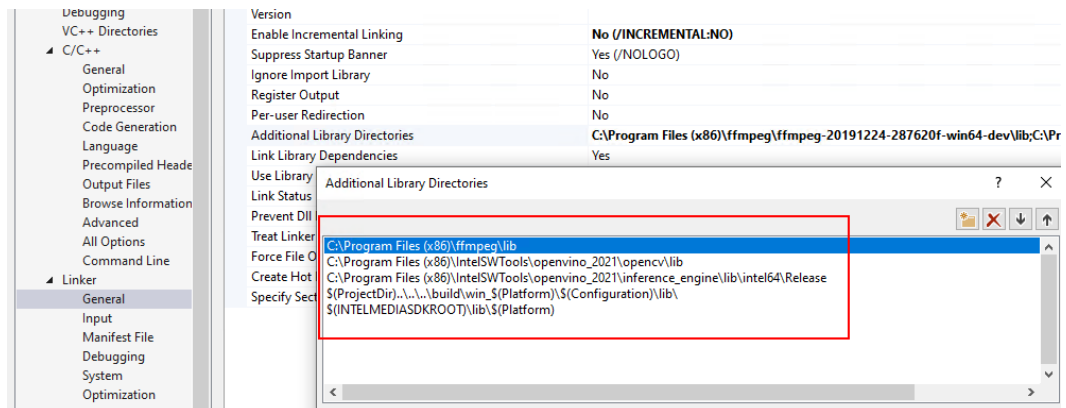 Debugging
VC++ Directories
C/C++
General
Optimization
Preprocessor
Code Generation
Language
Precompiled Heade
Output Files
Browse Information
Advanced
All Options
Command Line
Linker
General
Input
Manifest File
Debugging
System
Optimization
Version
Enable Incremental Linking No (/INCREMENTAL:NO)
Suppress Startup Banner Yes (/NOLOGO)
Ignore Import Library No
Register Output No
Per-user Redirection No
Additional Library Directories C:\Program Files (x86)\ffmpeg\ffmpeg-20191224-287620f-win64-dev\lib;C:\Pr
Link Library Dependencies Yes
Use Library
Link Status
Prevent Dll
Treat Linker
Force File O
Create Hot
Specify Sect
Additional Library Directories ? X
C:\Program Files (x86)\ffmpeg\lib
C:\Program Files (x86)\IntelSWTools\openvino_2021\opencv\lib
C:\Program Files (x86)\IntelSWTools\openvino_2021\inference_engine\lib\intel64\Release
$(ProjectDir)..\..\..\build\win_$(Platform)\$(Configuration)\lib\
$(INTELMEDIASDKROOT)\lib\$(Platform)